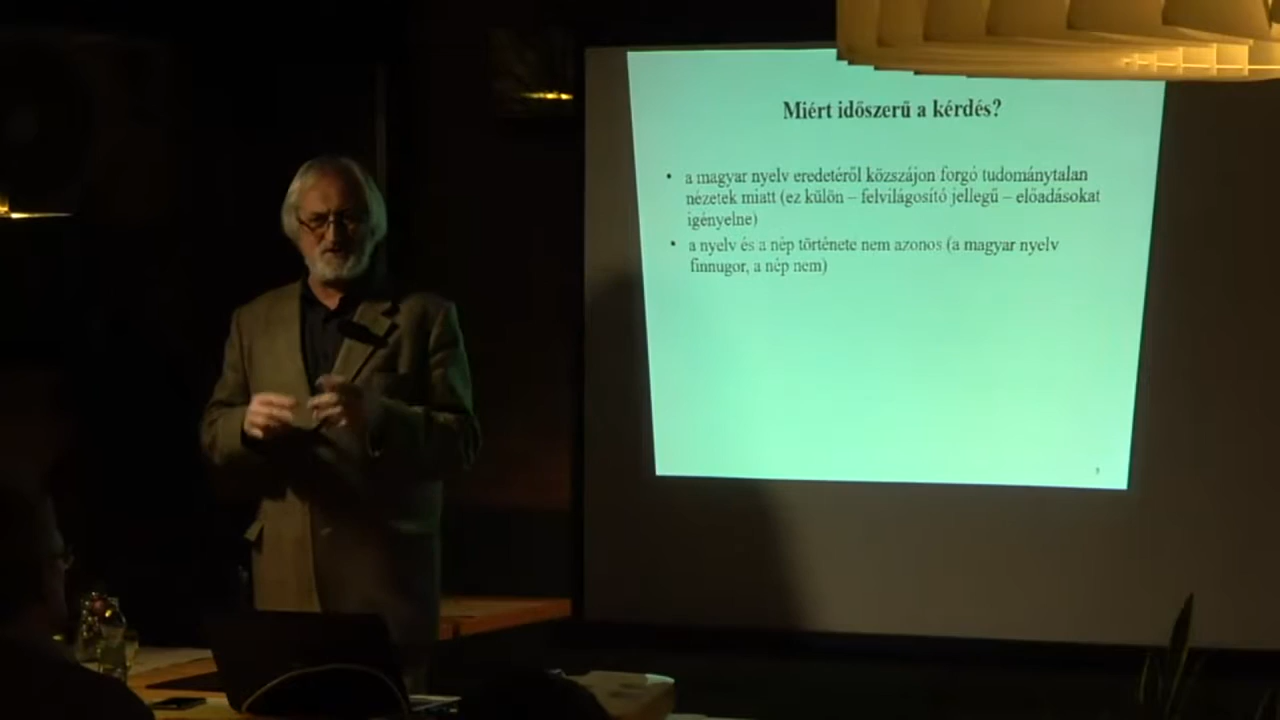 Miért időszerű a kérdés?
• a magyar nyelv eredetéről közszájon forgó tudománytalan
nézetek miatt (ez külön – felvilágosító jellegű – előadásokat
igényelne)
• a nyelv és a nép története nem azonos (a magyar nyelv
finnugor, a nép nem)